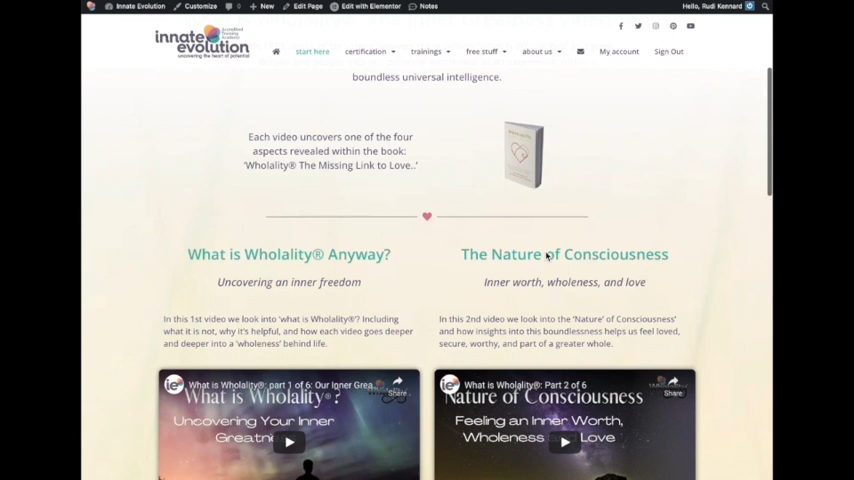 Innate Evolution Customize 0 New Edit Page Edit with Elementor Notes Hello, Rudi Kennard
innate evolution
Accredited Training Academy
uncovering the heart of potential
start here certification trainings free stuff about us My account Sign Out
boundless universal intelligence.
Each video uncovers one of the four
aspects revealed within the book:
'Wholality® The Missing Link to Love..'
What is Wholality® Anyway?
Uncovering an inner freedom
In this 1st video we look into 'what is Wholality®'? Including
what it is not, why it's helpful, and how each video goes deeper
and deeper into a 'wholeness' behind life.
The Nature of Consciousness
Inner worth, wholeness, and love
In this 2nd video we look into the 'Nature' of Consciousness'
and how insights into this boundlessness helps us feel loved,
secure, worthy, and part of a greater whole.
ie
What is Wholality®: part 1 of 6: Our Inner Grea...
Share
What is Wholality®?
Uncovering Your Inner
Greatness
ie
What is Wholality®: Part 2 of 6
Share
Nature of Consciousness
Feeling an Inner Worth,
Wholeness and Love